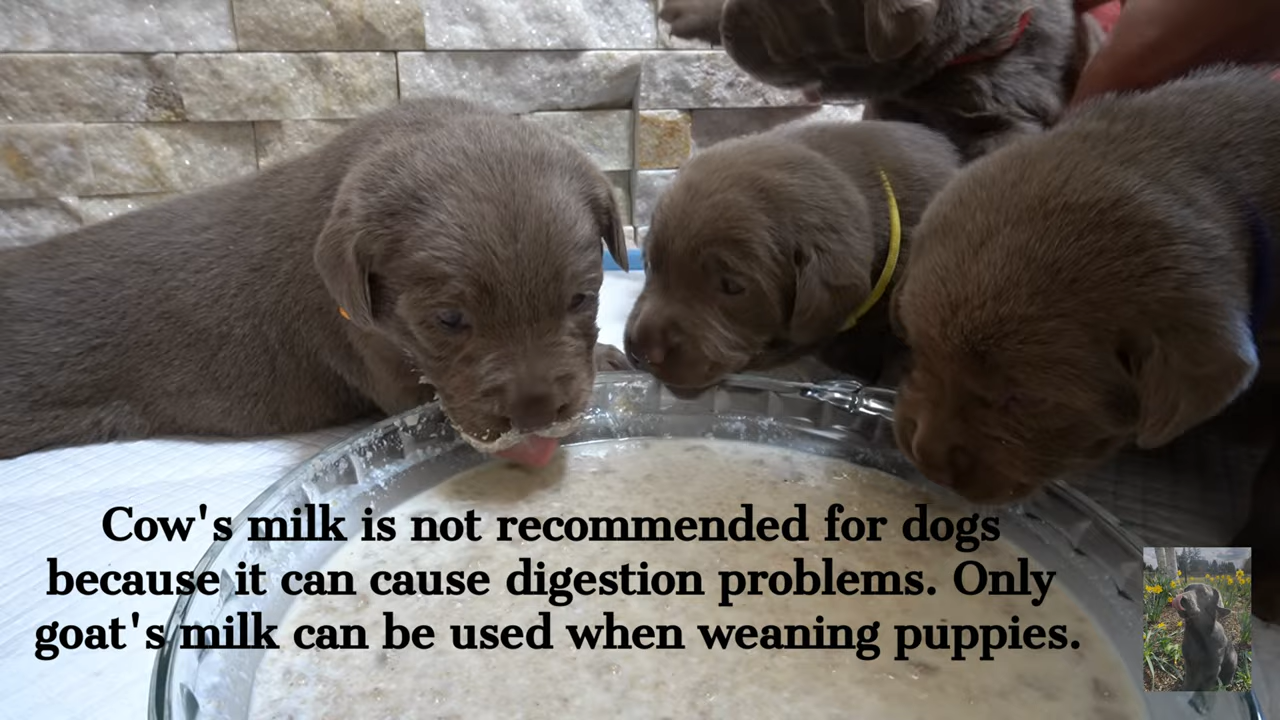 Cow's milk is not recommended for dogs
because it can cause digestion problems. Only
goat's milk can be used when weaning puppies.